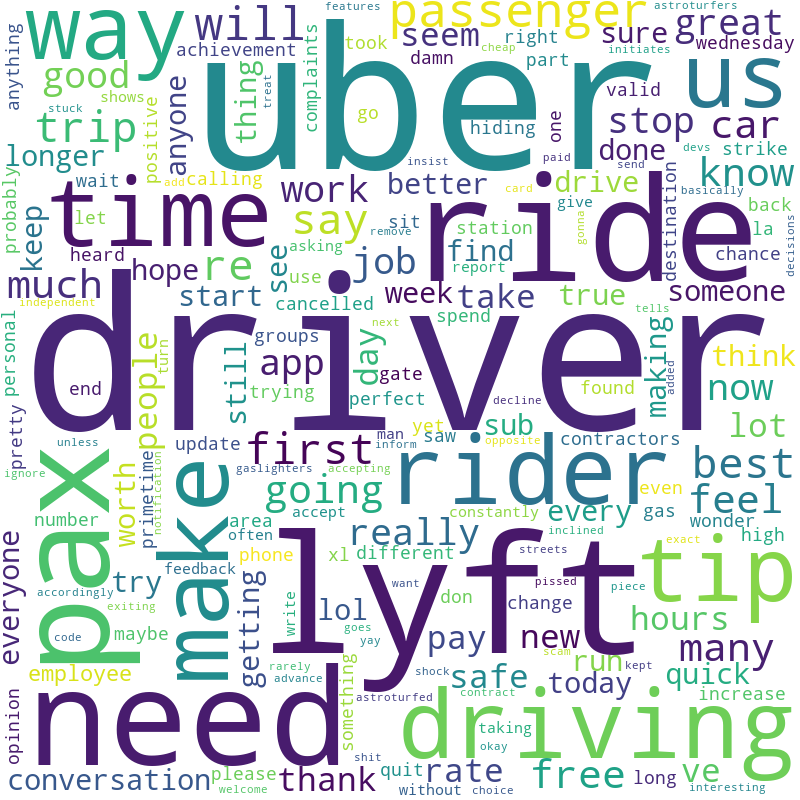 features
astroturfers
way
will
passenger
seem
sure
great
took
right
cheap
initiates
uber
us
wednesday
achievement
damn
part
anything
good
thing
treat
complaints
go
valid
stuck
shows
positive
anyone
hiding
one
stop
car
trip
done
devs
strike
longer
insist
paid
send
know
wait
add
calling
work
better
drive
card
basically
time
ride
probably
let
say
sit
station
give
gonna
destination
back
keep
heard
remove
la
decisions
hope
re
see
asking
job
find
report
chance
much
use
week
take
true
someone
independent
start
cancelled
spend
tells
driver
personal
people
turn
groups
app
day
next
making
added
think
still
trying
gate
found
end
perfect
decline
now
pretty
yet
sub
lot
unless
update
first
man
saw
opposite
contractors
inform
ignore
worth
primetime
notification
gaslighters
accepting
rider
even
best
pax
make
going
every
gas
feel
number
area
accept
constantly
wonder
often
really
inclined
high
everyone
phone
xl
different
streets
exact
lyft
tip
feedback
try
accordingly
want
pissed
piece
exiting
getting
write
lol
don
change
hours
code
maybe
goes
yay
pay
new
many
employee
rarely
shock
scam
run
kept
advance
safe
today
quick
need
something
astroturfed
contract
increase
opinion
driving
taking
okay
shit
conversation
please
thank
quit
rate
free
long
ve
welcome
without
choice
interesting